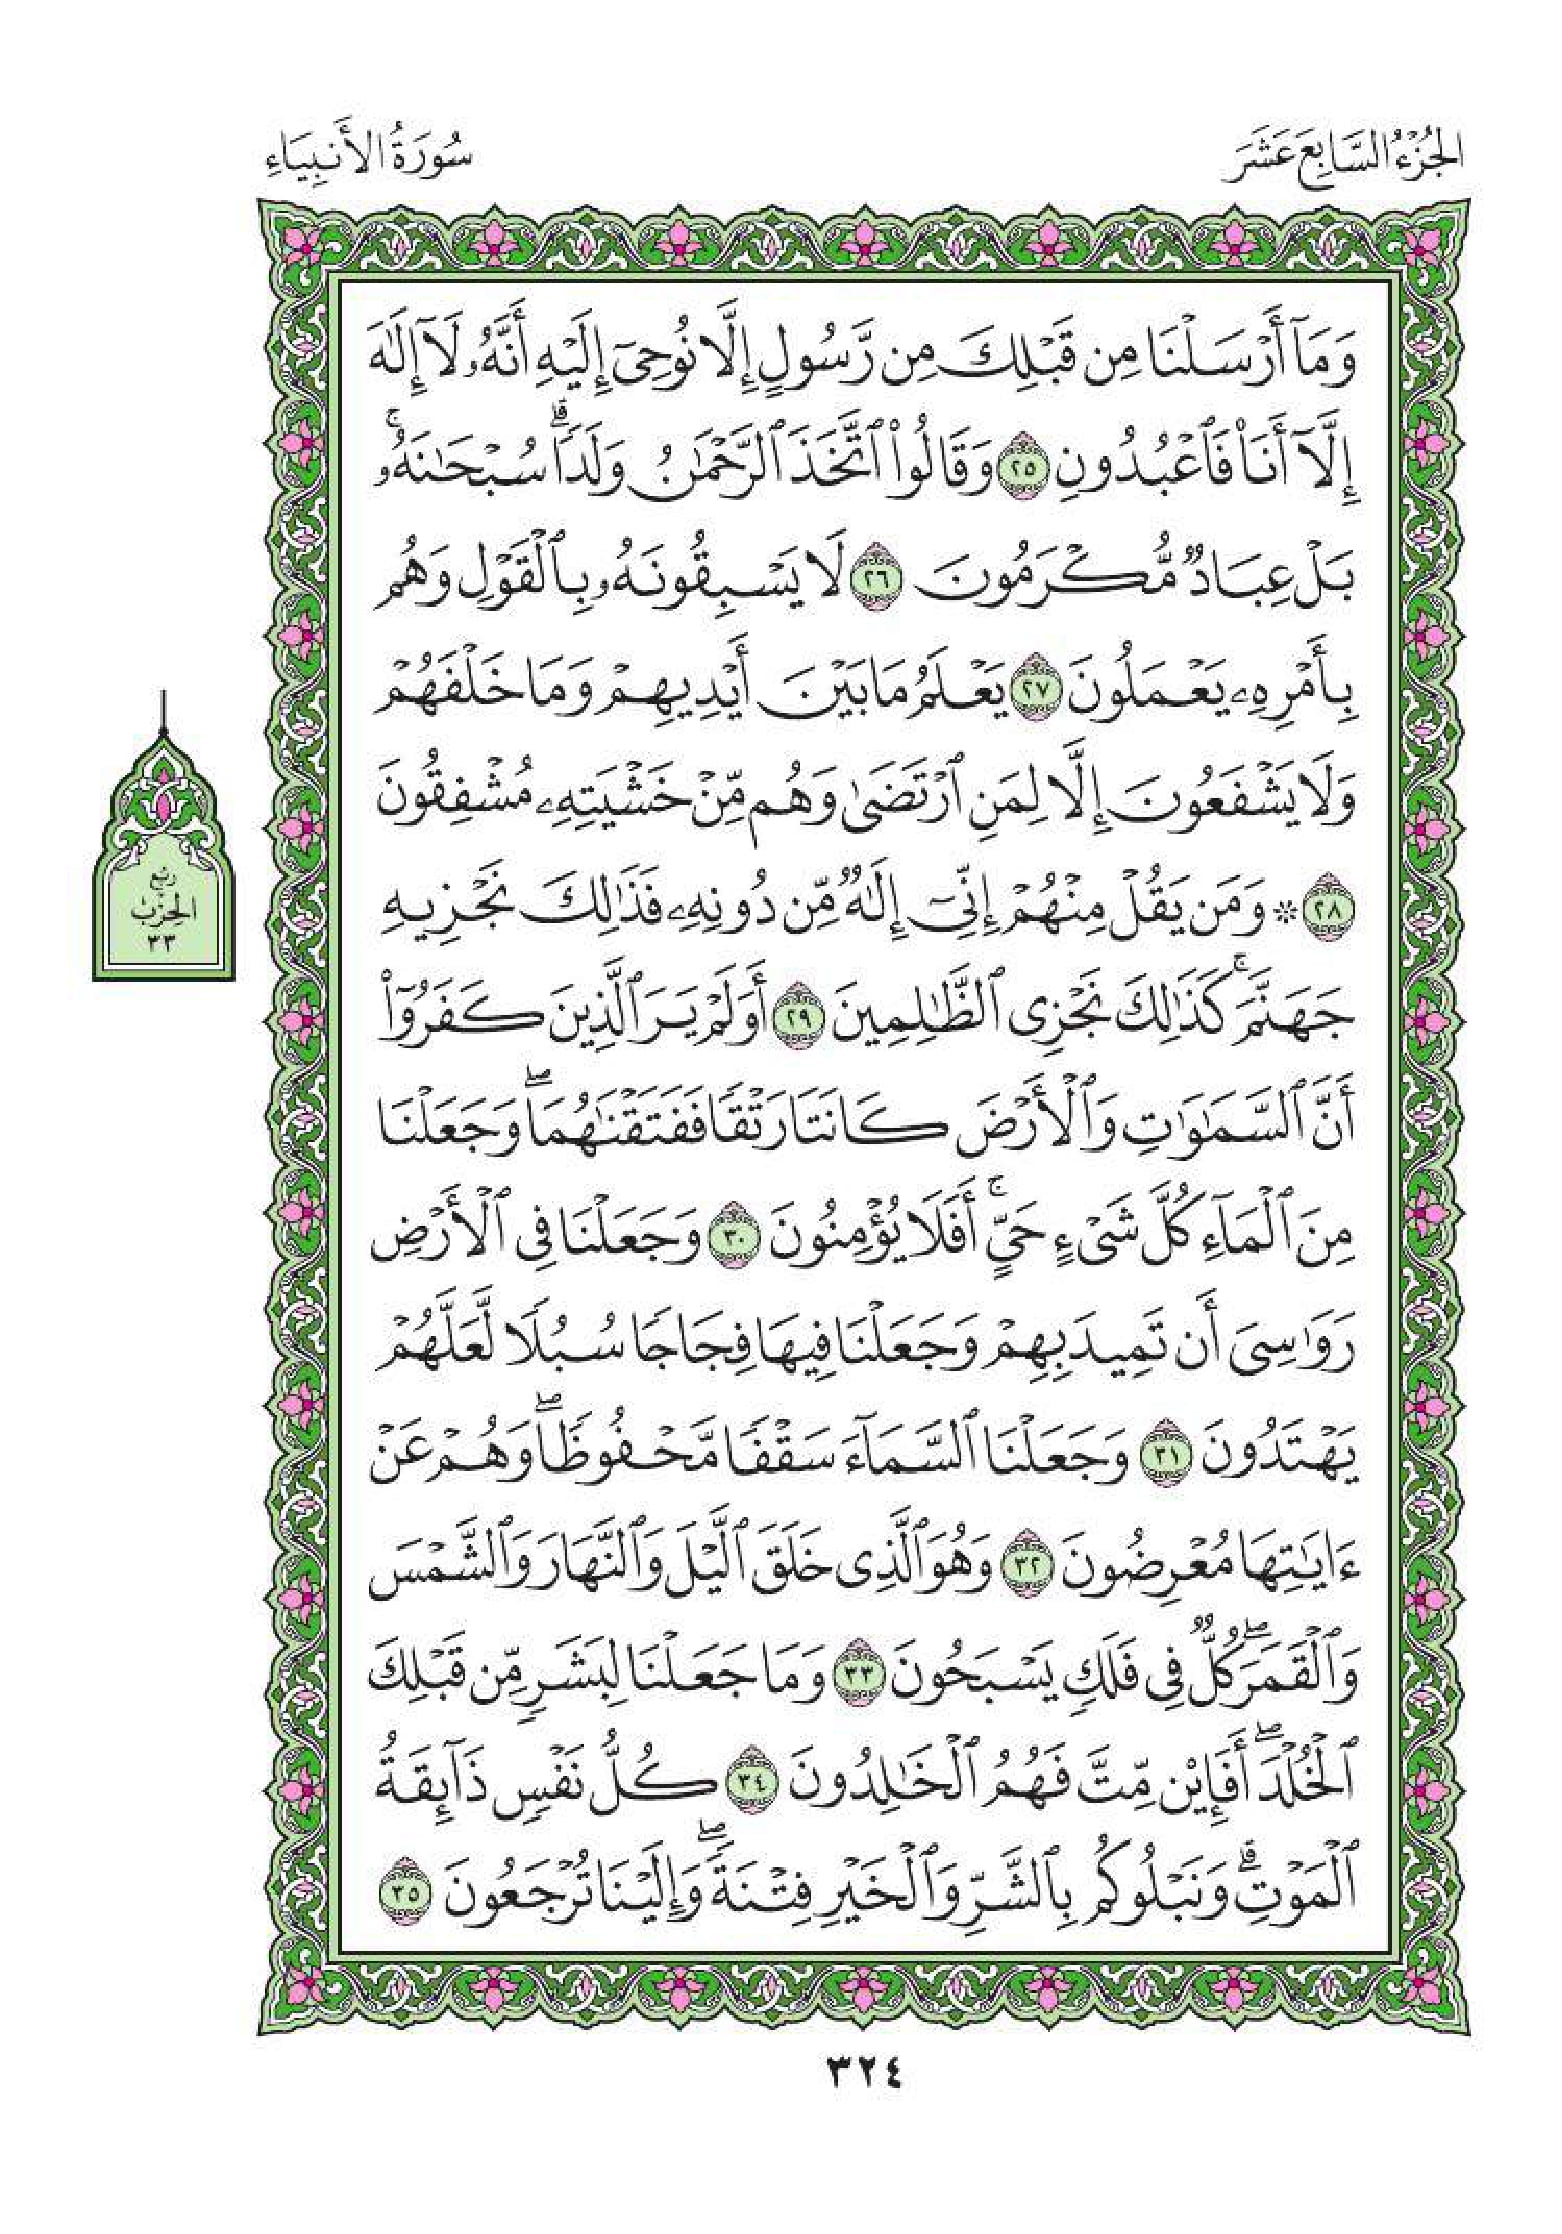 الجُزْءُ السَّابِعَ عَشَرَ
سُورَةُ الأَنبِيَاءِ
وَمَآ أَرْسَلْنَا مِن قَبْلِكَ مِن رَّسُولٍ إِلَّا نُوحِىٓ إِلَيْهِ أَنَّهُۥ لَآ إِلَٰهَ
إِلَّآ أَنَا۠ فَٱعْبُدُونِ ٢٥ وَقَالُوا۟ ٱتَّخَذَ ٱلرَّحْمَٰنُ وَلَدًا ۗ سُبْحَٰنَهُۥ ۚ
بَلْ عِبَادٌ مُّكْرَمُونَ ٢٦ لَا يَسْبِقُونَهُۥ بِٱلْقَوْلِ وَهُم
بِأَمْرِهِۦ يَعْمَلُونَ ٢٧ يَعْلَمُ مَا بَيْنَ أَيْدِيهِمْ وَمَا خَلْفَهُمْ
وَلَا يَشْفَعُونَ إِلَّا لِمَنِ ٱرْتَضَىٰ وَهُم مِّنْ خَشْيَتِهِۦ مُشْفِقُونَ
٢٨ ۞ وَمَن يَقُلْ مِنْهُمْ إِنِّىٓ إِلَٰهٌ مِّن دُونِهِۦ فَذَٰلِكَ نَجْزِيهِ
جَهَنَّمَ ۚ كَذَٰلِكَ نَجْزِى ٱلظَّٰلِمِينَ ٢٩ أَوَلَمْ يَرَ ٱلَّذِينَ كَفَرُوٓا۟
أَنَّ ٱلسَّمَٰوَٰتِ وَٱلْأَرْضَ كَانَتَا رَتْقًا فَفَتَقْنَٰهُمَا ۖ وَجَعَلْنَا
مِنَ ٱلْمَآءِ كُلَّ شَىْءٍ حَىٍّ ۚ أَفَلَا يُؤْمِنُونَ ٣٠ وَجَعَلْنَا فِى ٱلْأَرْضِ
رَوَٰسِىَ أَن تَمِيدَ بِهِمْ وَجَعَلْنَا فِيهَا فِجَاجًا سُبُلًا لَّعَلَّهُمْ
يَهْتَدُونَ ٣١ وَجَعَلْنَا ٱلسَّمَآءَ سَقْفًا مَّحْفُوظًا ۖ وَهُمْ عَنْ
ءَايَٰتِهَا مُعْرِضُونَ ٣٢ وَهُوَ ٱلَّذِى خَلَقَ ٱلَّيْلَ وَٱلنَّهَارَ وَٱلشَّمْسَ
وَٱلْقَمَرَ ۖ كُلٌّ فِى فَلَكٍ يَسْبَحُونَ ٣٣ وَمَا جَعَلْنَا لِبَشَرٍ مِّن قَبْلِكَ
ٱلْخُلْدَ ۖ أَفَإِي۟ن مِّتَّ فَهُمُ ٱلْخَٰلِدُونَ ٣٤ كُلُّ نَفْسٍ ذَآئِقَةُ
ٱلْمَوْتِ ۗ وَنَبْلُوكُم بِٱلشَّرِّ وَٱلْخَيْرِ فِتْنَةً ۖ وَإِلَيْنَا تُرْجَعُونَ ٣٥
ربع
الحِزْب
٣٣
٣٢٤